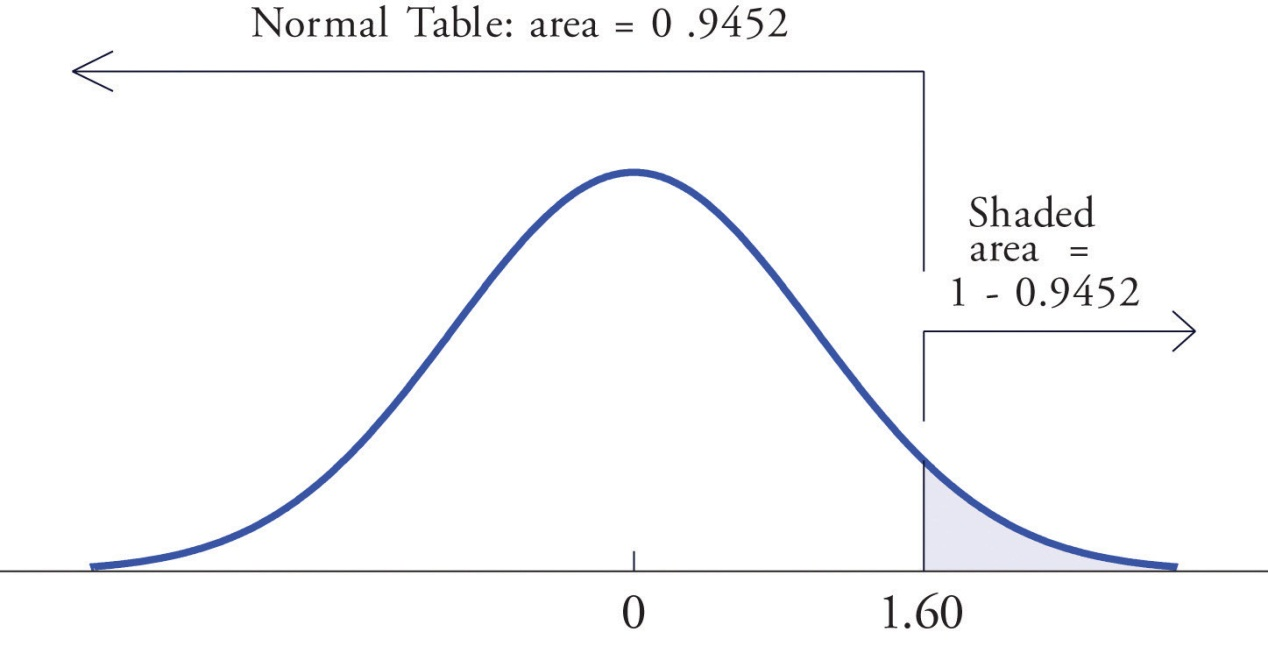 Normal Table: area = 0 .9452
Shaded
area =
1 - 0.9452
0
1.60